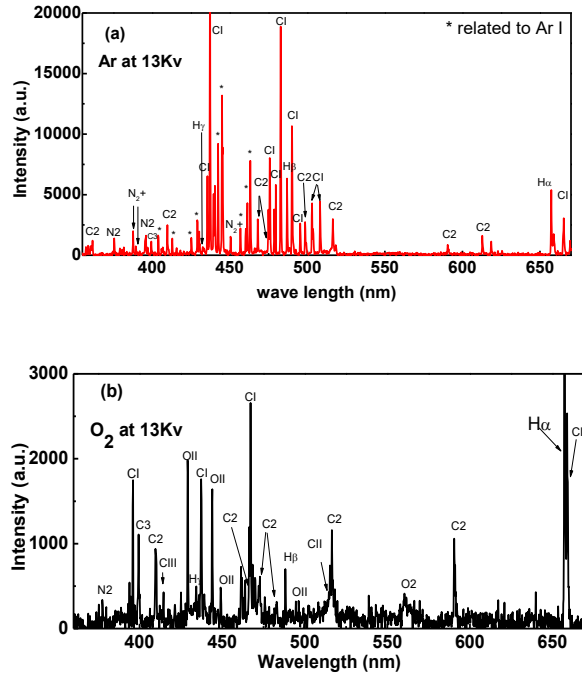 20000
(a)
CI
CI
* related to Ar I
Ar at 13Kv
15000
*
10000
CI
Hγ
*
CI
*
CI
5000
C2
CI
Hβ
C2
CI
Hα
CI
N₂+
*
*
*
C2
N2
N2
C3
*
C2
*
*
N₂+
CI
C2
C2
C2
C2
0
400
450
500
550
600
650
wave length (nm)
Intensity (a.u.)
3000
(b)
CI
O₂ at 13Kv
Hα
CI
OII
2000
CI
CI
OII
C3
C2
C2
C2
C2
C2
1000
CIII
CII
N2
Hγ
OII
Hβ
OII
O2
0
400
450
500
550
600
650
Wavelength (nm)
Intensity (a.u.)